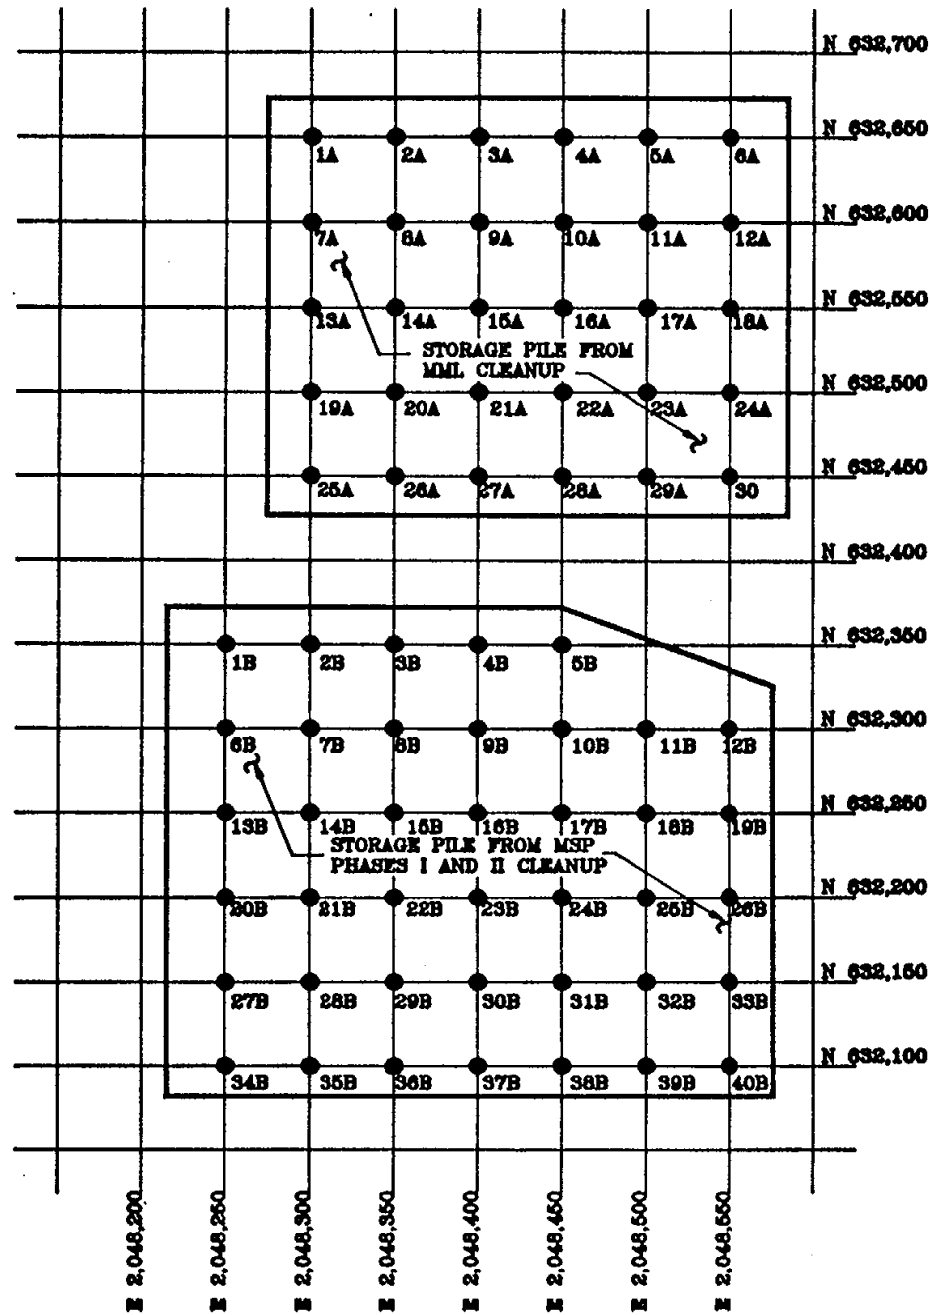 N 632,700
N 632,650
1A 2A 3A 4A 5A 6A
N 632,600
7A 8A 9A 10A 11A 12A
N 632,550
13A 14A 15A 16A 17A 18A
STORAGE PILE FROM
MML CLEANUP
N 632,500
19A 20A 21A 22A 23A 24A
N 632,450
25A 26A 27A 28A 29A 30
N 632,400
N 632,350
1B 2B 3B 4B 5B
N 632,300
6B 7B 8B 9B 10B 11B 12B
N 632,250
13B 14B 15B 16B 17B 18B 19B
STORAGE PILE FROM MSP
PHASES I AND II CLEANUP
N 632,200
20B 21B 22B 23B 24B 25B 26B
N 632,150
27B 28B 29B 30B 31B 32B 33B
N 632,100
34B 35B 36B 37B 38B 39B 40B
E 2,048,200
E 2,048,250
E 2,048,300
E 2,048,350
E 2,048,400
E 2,048,450
E 2,048,500
E 2,048,550